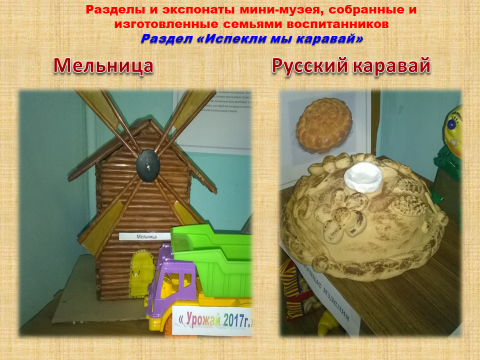 Разделы и экспонаты мини-музея, собранные и
изготовленные семьями воспитанников
Раздел «Испекли мы каравай»
Мельница
Русский каравай
Мельница
« Урожай 2017г.